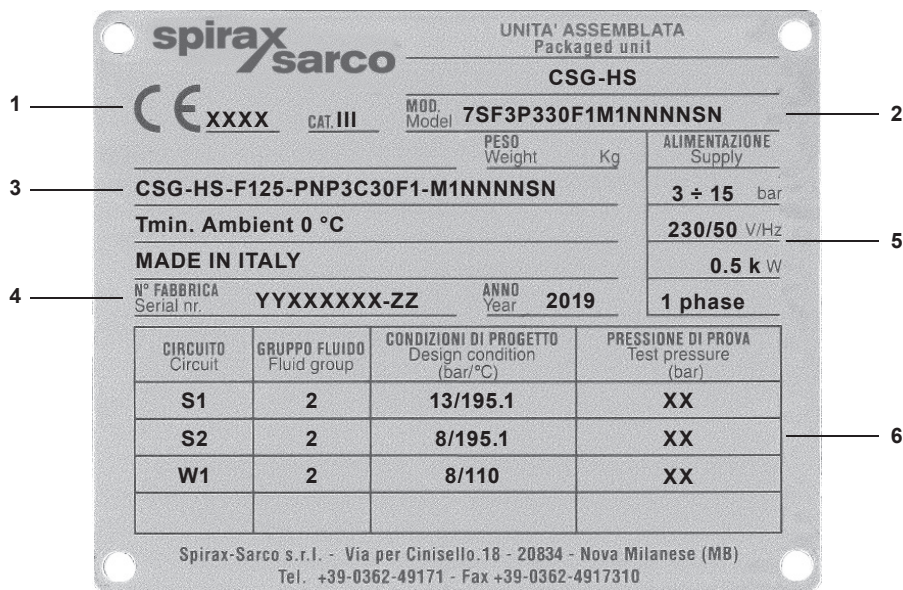 spirax sarco
UNITA' ASSEMBLATA
Packaged unit
CSG-HS
1
CE XXXX CAT. III
MOD. Model 7SF3P330F1M1NNNNSN
2
PESO
Weight Kg
ALIMENTAZIONE
Supply
3
CSG-HS-F125-PNP3C30F1-M1NNNNSN
3 ÷ 15 bar
Tmin. Ambient 0 °C
230/50 V/Hz
5
MADE IN ITALY
0.5 k W
4
N° FABBRICA
Serial nr. YYXXXXXX-ZZ
ANNO
Year 2019
1 phase
CIRCUITO
Circuit
GRUPPO FLUIDO
Fluid group
CONDIZIONI DI PROGETTO
Design condition
(bar/°C)
PRESSIONE DI PROVA
Test pressure
(bar)
S1 2 13/195.1 XX
S2 2 8/195.1 XX
6
W1 2 8/110 XX
Spirax-Sarco s.r.l. - Via per Cinisello.18 - 20834 - Nova Milanese (MB)
Tel. +39-0362-49171 - Fax +39-0362-4917310